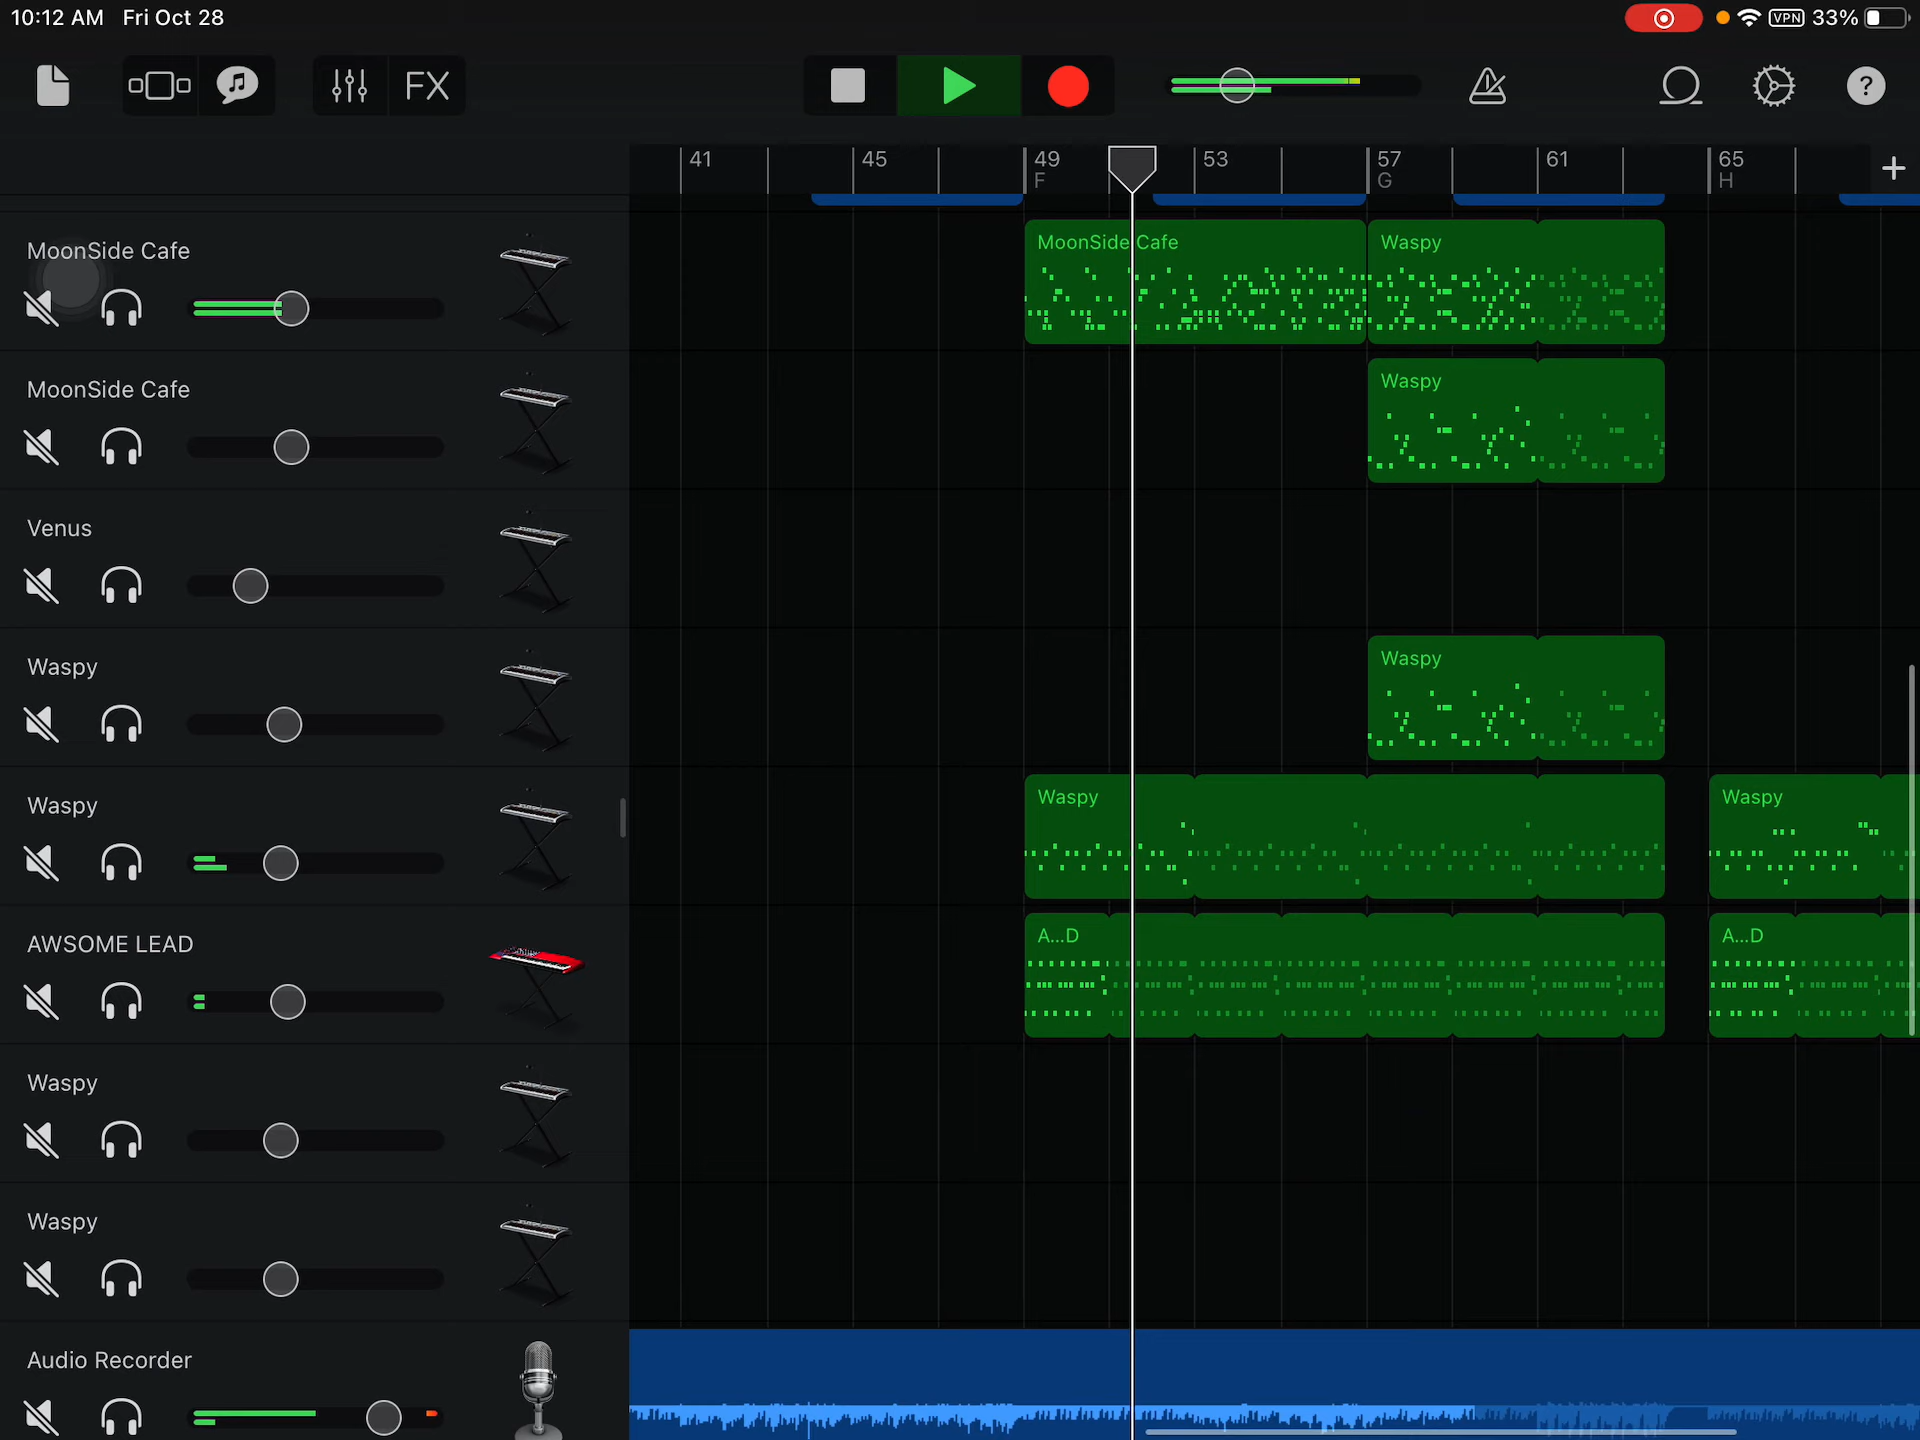 10:12 AM Fri Oct 28
VPN 33%
FX
?
41 45 49 53 57 61 65
F G H
MoonSide Cafe
MoonSide Cafe
Waspy
MoonSide Cafe
Waspy
Venus
Waspy
Waspy
Waspy
Waspy
Waspy
AWSOME LEAD
A...D
A...D
Waspy
Waspy
Audio Recorder